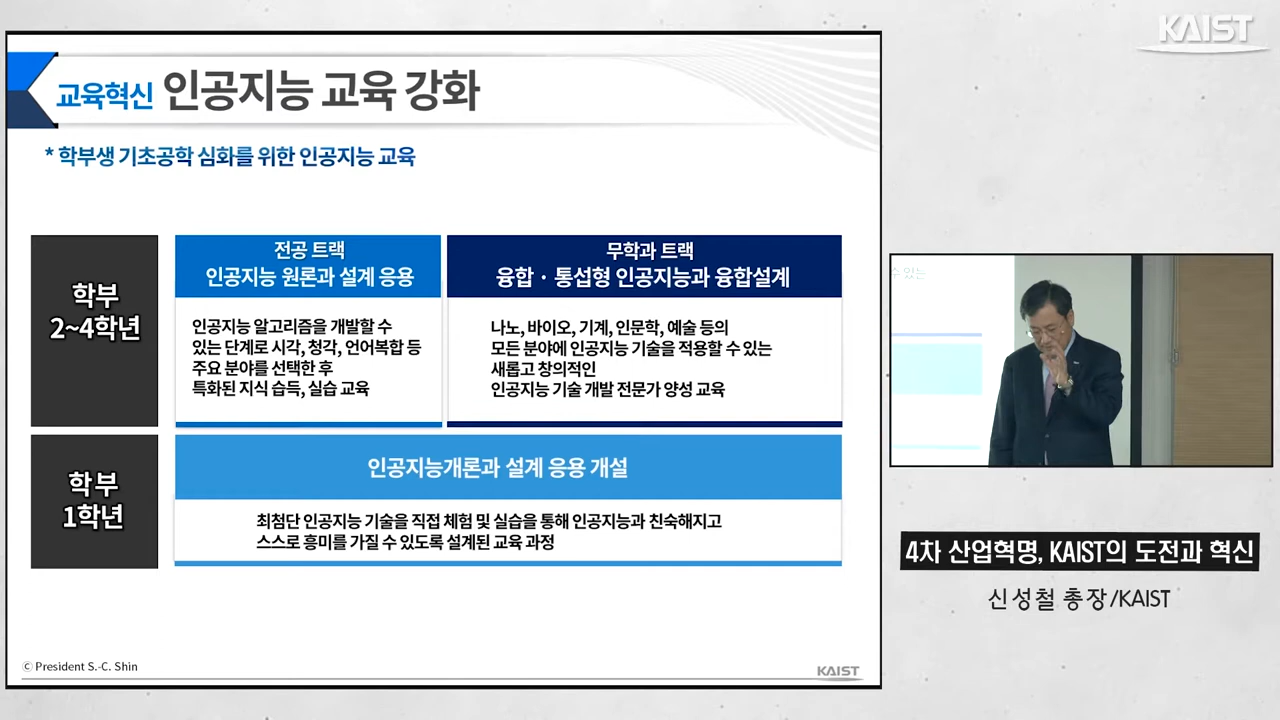 KAIST
교육혁신 인공지능 교육 강화
* 학부생 기초공학 심화를 위한 인공지능 교육
학부
2~4학년
전공 트랙
인공지능 원론과 설계 응용
인공지능 알고리즘을 개발할 수
있는 단계로 시각, 청각, 언어복합 등
주요 분야를 선택한 후
특화된 지식 습득, 실습 교육
무학과 트랙
융합 · 통섭형 인공지능과 융합설계
나노, 바이오, 기계, 인문학, 예술 등의
모든 분야에 인공지능 기술을 적용할 수 있는
새롭고 창의적인
인공지능 기술 개발 전문가 양성 교육
학부
1학년
인공지능개론과 설계 응용 개설
최첨단 인공지능 기술을 직접 체험 및 실습을 통해 인공지능과 친숙해지고
스스로 흥미를 가질 수 있도록 설계된 교육 과정
ⓒ President S.-C. Shin
KAIST
수 있는
4차 산업혁명, KAIST의 도전과 혁신
신성철 총장/KAIST